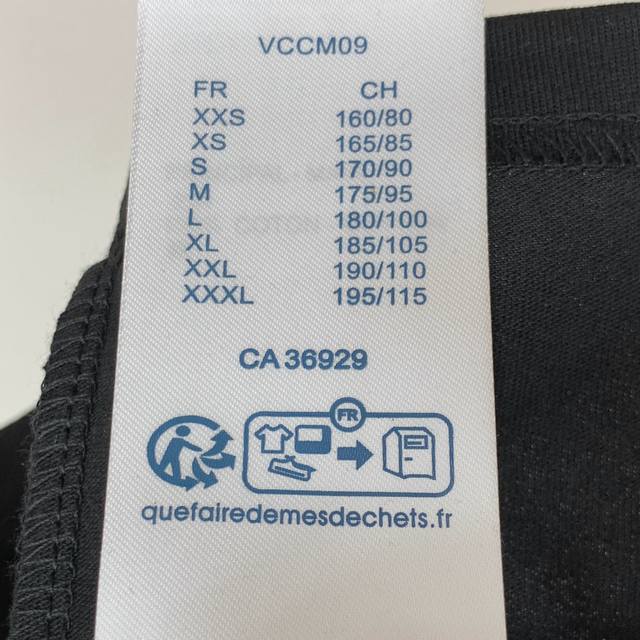 VCCM09
FR CH
XXS 160/80
XS 165/85
S 170/90
M 175/95
L 180/100
XL 185/105
XXL 190/110
XXXL 195/115
CA 36929
FR
quefairedemesdechets.fr